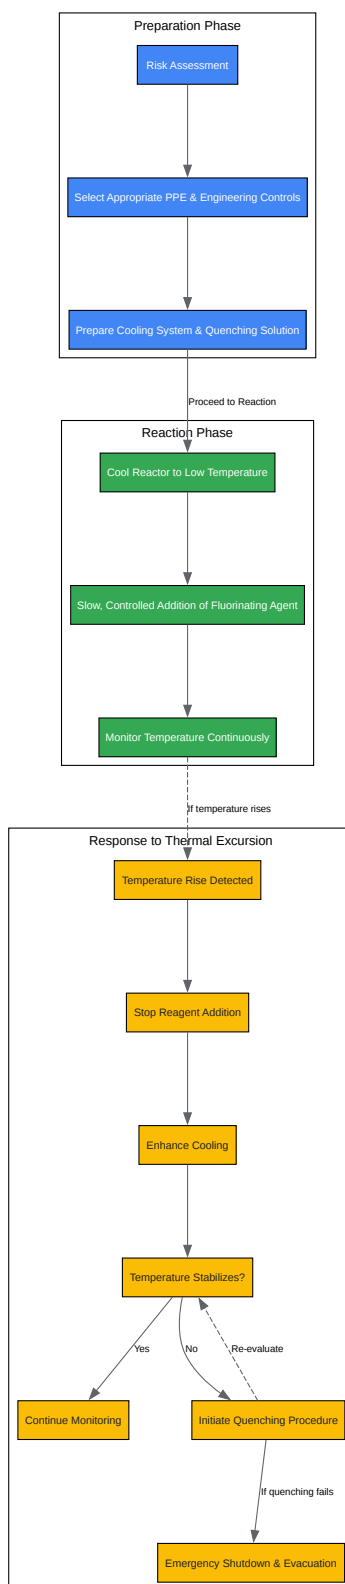 Preparation Phase
Risk Assessment
Select Appropriate PPE & Engineering Controls
Prepare Cooling System & Quenching Solution
Proceed to Reaction
Reaction Phase
Cool Reactor to Low Temperature
Slow, Controlled Addition of Fluorinating Agent
Monitor Temperature Continuously
If temperature rises
Response to Thermal Excursion
Temperature Rise Detected
Stop Reagent Addition
Enhance Cooling
Temperature Stabilizes?
Yes
No
Re-evaluate
Continue Monitoring
Initiate Quenching Procedure
If quenching fails
Emergency Shutdown & Evacuation